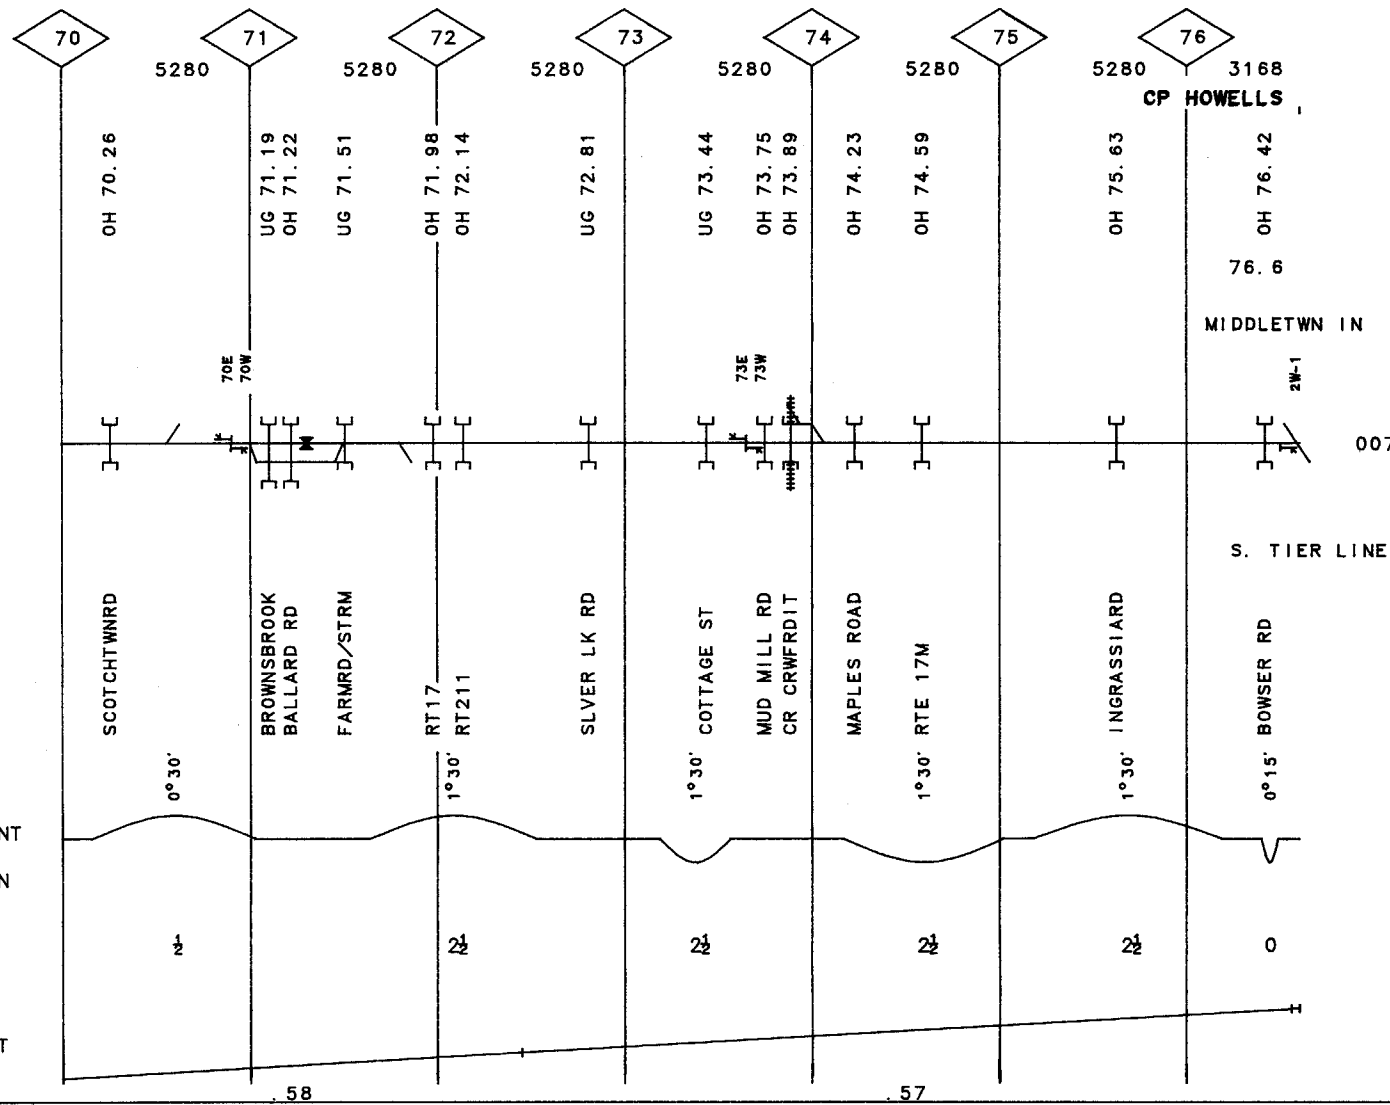 70 71 72 73 74 75 76
5280 5280 5280 5280 5280 5280 3168
CP HOWELLS
OH 70.26
UG 71.19
OH 71.22
UG 71.51
OH 71.98
OH 72.14
UG 72.81
UG 73.44
OH 73.75
OH 73.89
OH 74.23
OH 74.59
OH 75.63
OH 76.42
76.6
MIDDLETWN IN
70E
70W
73E
73W
2W-1
007
S. TIER LINE
SCOTCHTWNRD
BROWNSBROOK
BALLARD RD
FARMRD/STRM
RT17
RT211
SLVER LK RD
COTTAGE ST
MUD MILL RD
CR CRWFRDIT
MAPLES ROAD
RTE 17M
INGRASSIARD
BOWSER RD
0°30' 1°30' 1°30' 1°30' 1°30' 0°15'
NT
N
½ 2½ 2½ 2½ 2½ 0
T
.58 .57